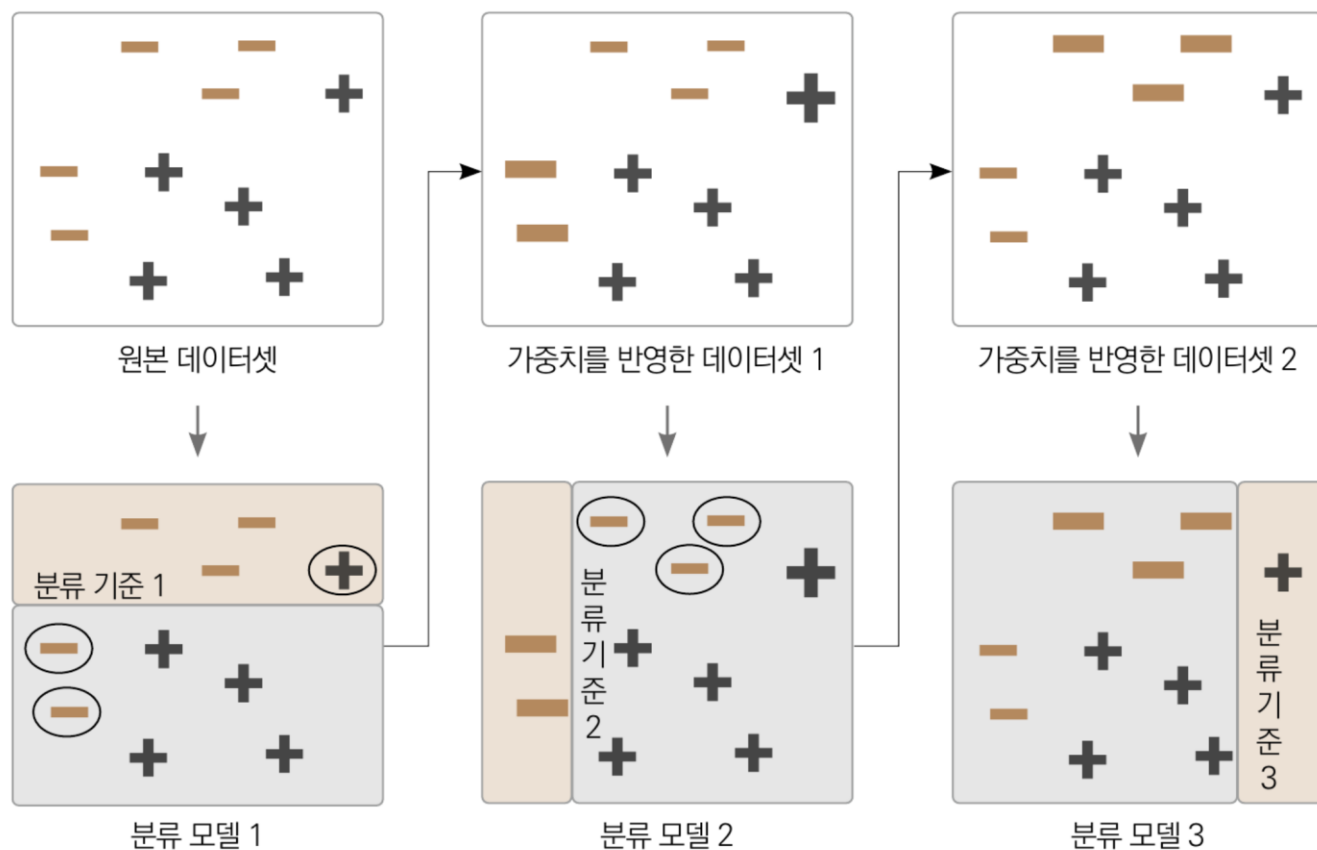 원본 데이터셋
가중치를 반영한 데이터셋 1
가중치를 반영한 데이터셋 2
분류 기준 1
분류기준 2
분류기준 3
분류 모델 1
분류 모델 2
분류 모델 3